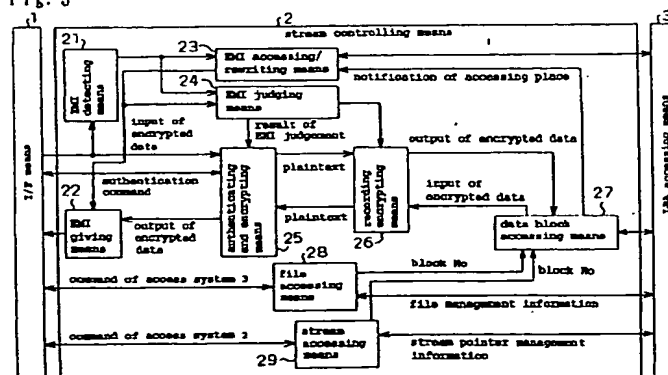 Fig. 3
1
2
3
stream controlling means
21
EMI detecting means
23
EMI accessing/rewriting means
notification of accessing place
24
EMI judging means
input of encrypted data
result of EMI judgement
output of encrypted data
I/F means
plaintext
input of encrypted data
authentication command
authenticating and encrypting means
recording encrypting means
plaintext
27
22
EMI giving means
output of encrypted data
25
26
data block accessing means
LBA accessing means
28
block No
block No
command of access system 3
file accessing means
file management information
command of access system 2
stream accessing means
stream pointer management information
29